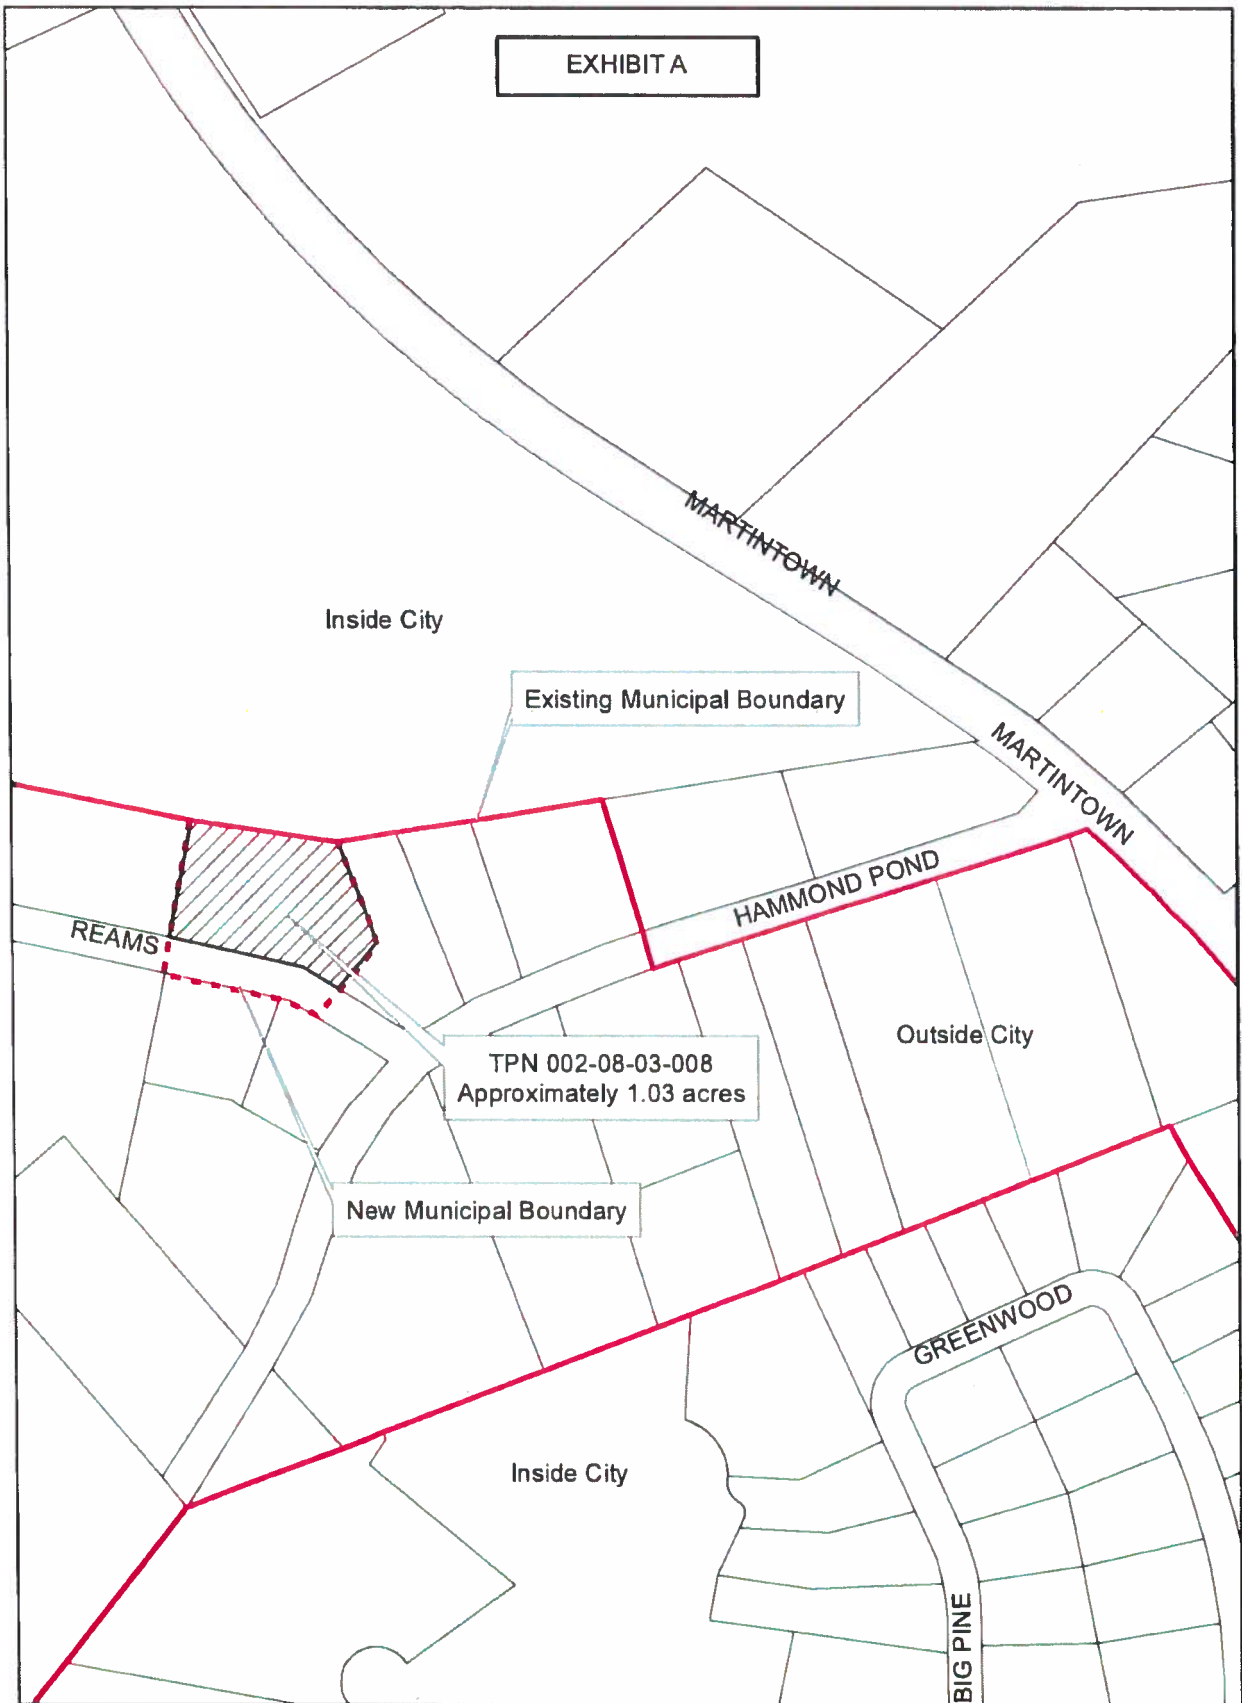 EXHIBIT A
MARTINTOWN
Inside City
Existing Municipal Boundary
MARTINTOWN
HAMMOND POND
REAMS
Outside City
TPN 002-08-03-008
Approximately 1.03 acres
New Municipal Boundary
GREENWOOD
Inside City
BIG PINE